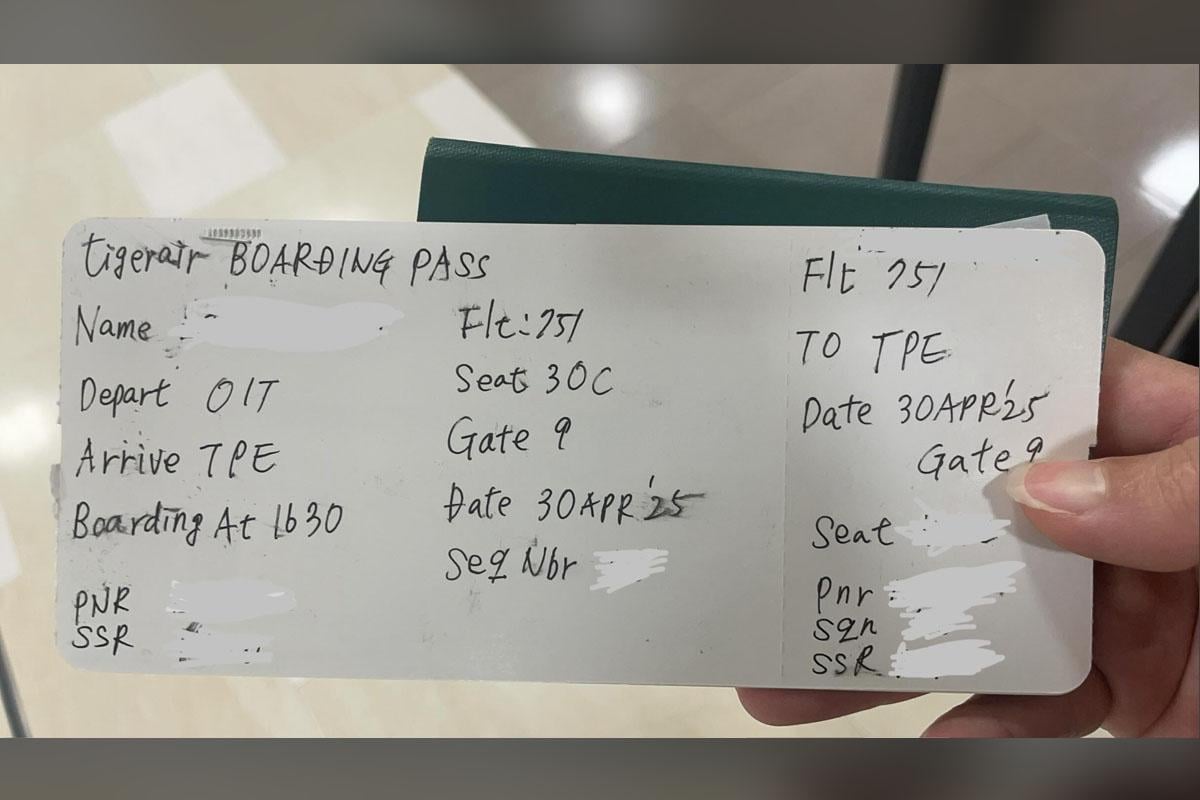 tigerair BOARDING PASS
Name
Depart OIT
Arrive TPE
Boarding At 1630
PNR
SSR
Flt: 751
Seat 30C
Gate 9
Date 30APR'25
Seq Nbr
Flt 751
TO TPE
Date 30APR'25
Gate 9
Seat
Pnr
Sqn
SSR